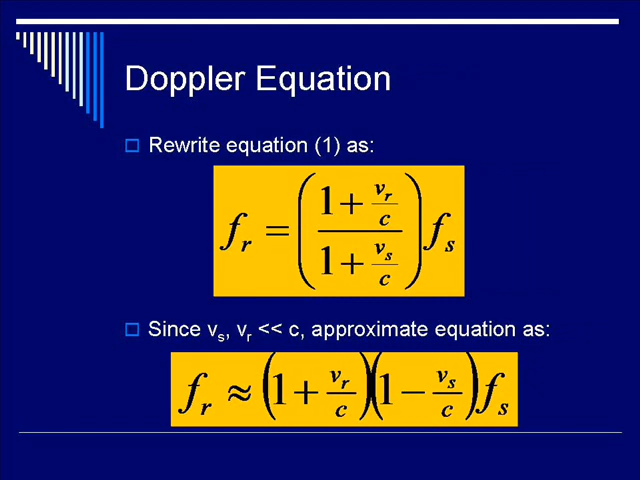 Doppler Equation
Rewrite equation (1) as:
f_r = ( (1 + v_r/c) / (1 + v_s/c) ) f_s
Since v_s, v_r << c, approximate equation as:
f_r ≈ (1 + v_r/c)(1 − v_s/c) f_s